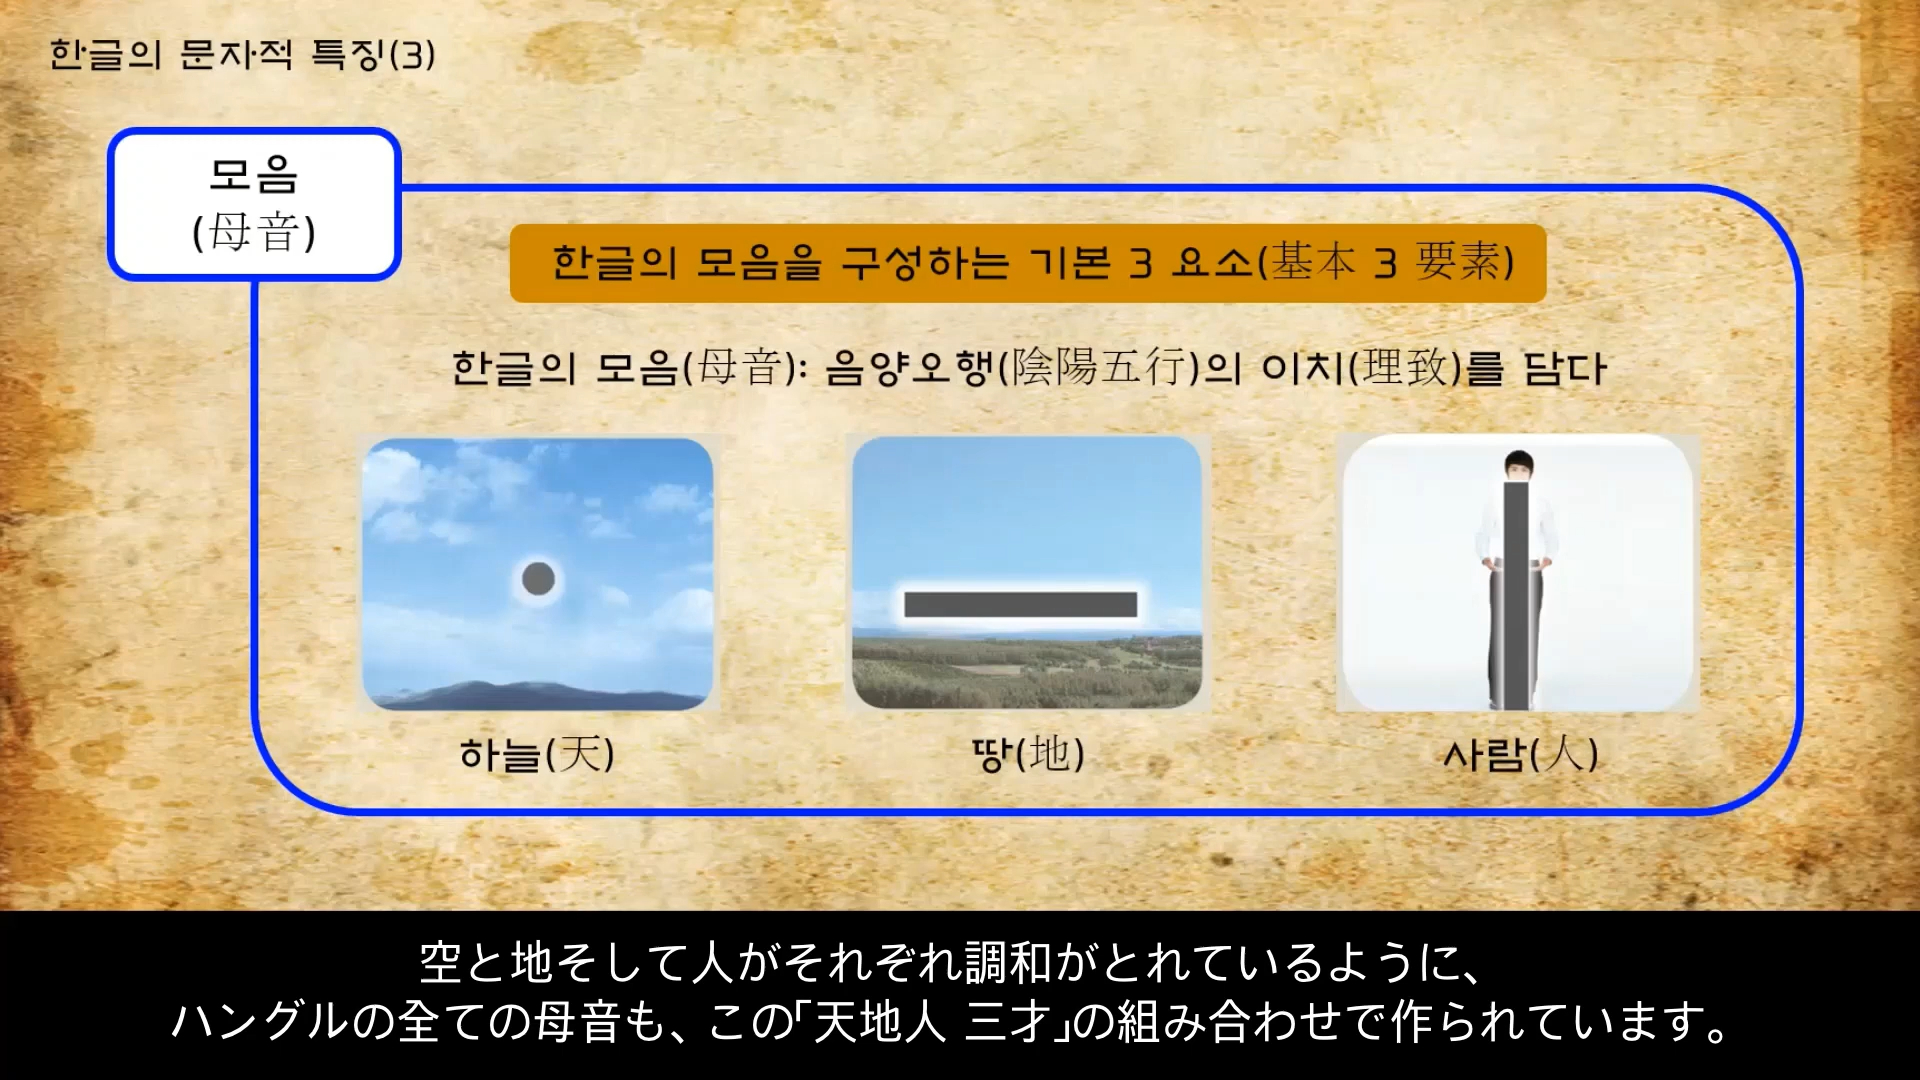 한글의 문자적 특징(3)
모음
(母音)
한글의 모음을 구성하는 기본 3 요소(基本 3 要素)
한글의 모음(母音): 음양오행(陰陽五行)의 이치(理致)를 담다
하늘(天)
땅(地)
사람(人)
空と地そして人がそれぞれ調和がとれているように、
ハングルの全ての母音も、この「天地人 三才」の組み合わせで作られています。